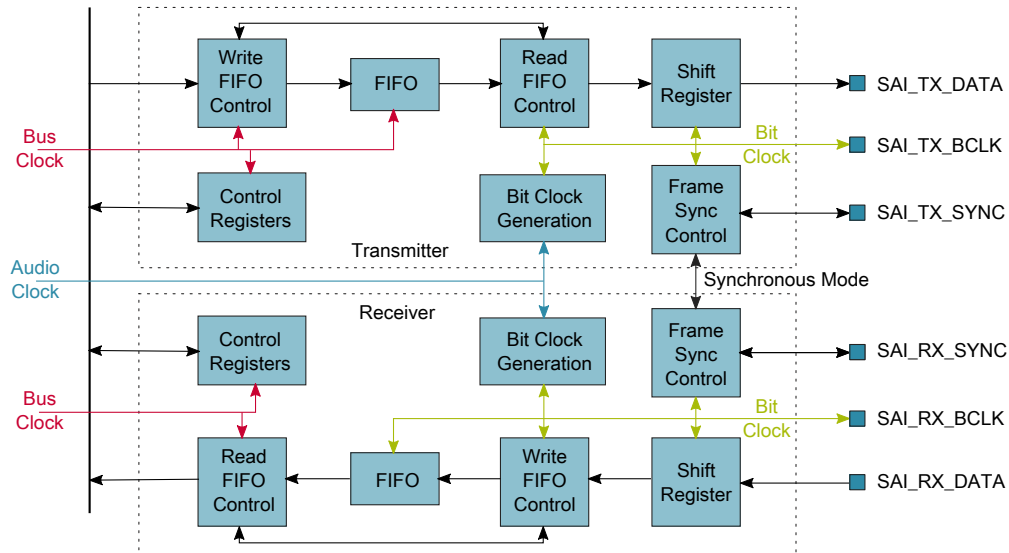 Write
FIFO
Control
FIFO
Read
FIFO
Control
Shift
Register
SAI_TX_DATA
Bus
Clock
Bit
Clock
SAI_TX_BCLK
Control
Registers
Bit Clock
Generation
Frame
Sync
Control
SAI_TX_SYNC
Transmitter
Audio
Clock
Synchronous Mode
Receiver
Control
Registers
Bit Clock
Generation
Frame
Sync
Control
SAI_RX_SYNC
Bus
Clock
Bit
Clock
SAI_RX_BCLK
Read
FIFO
Control
FIFO
Write
FIFO
Control
Shift
Register
SAI_RX_DATA